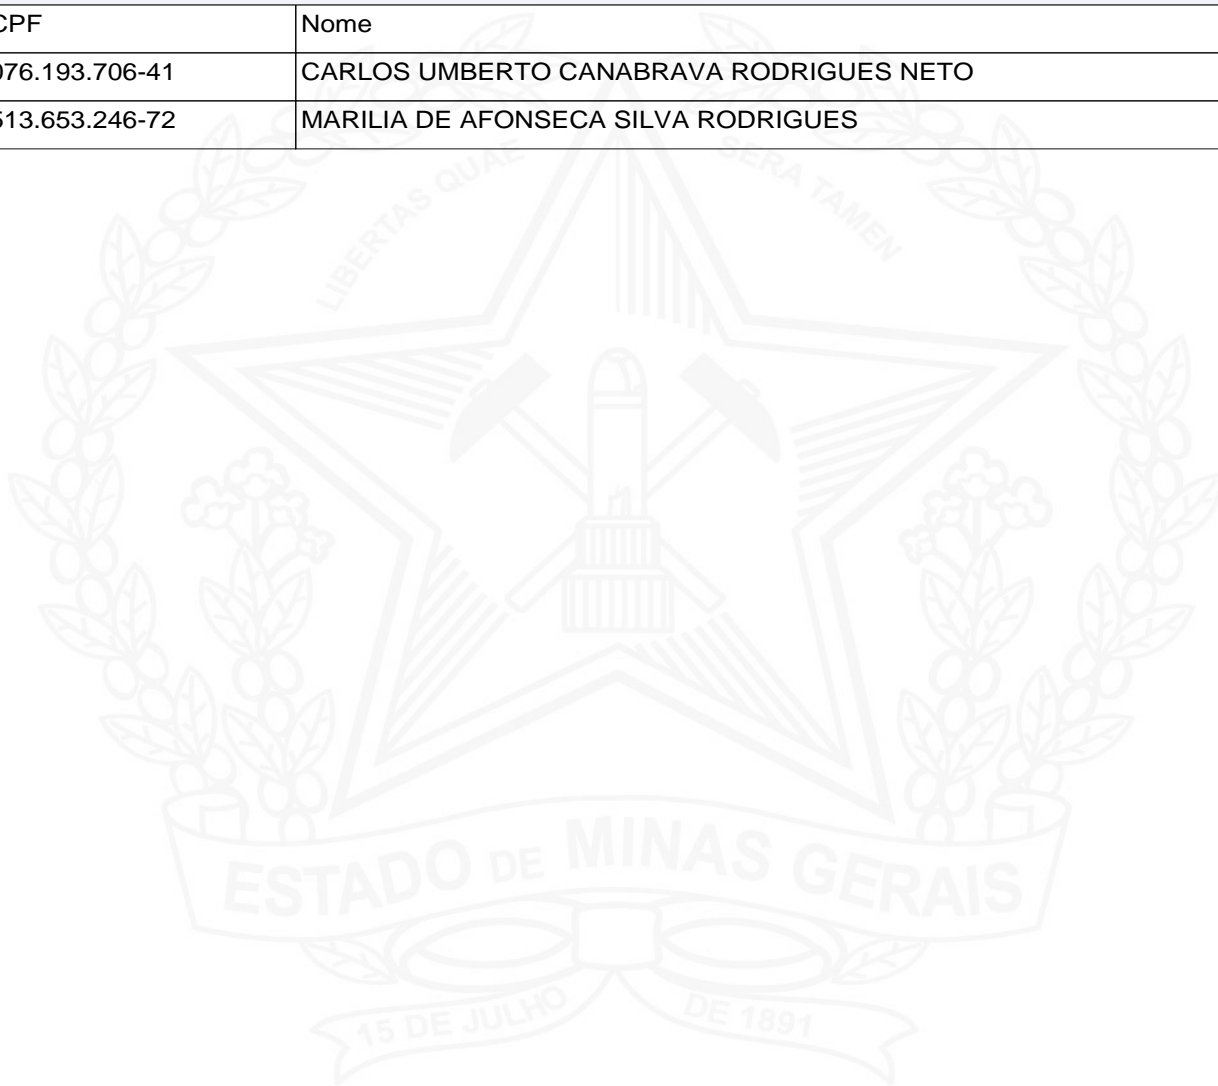 CPF Nome
076.193.706-41 CARLOS UMBERTO CANABRAVA RODRIGUES NETO
513.653.246-72 MARILIA DE AFONSECA SILVA RODRIGUES
LIBERTAS QUAE SERA TAMEN
ESTADO DE MINAS GERAIS
15 DE JULHO DE 1891